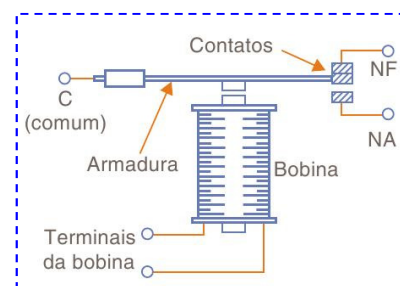 Contatos
NF
C
(comum)
NA
Armadura
Bobina
Terminais
da bobina